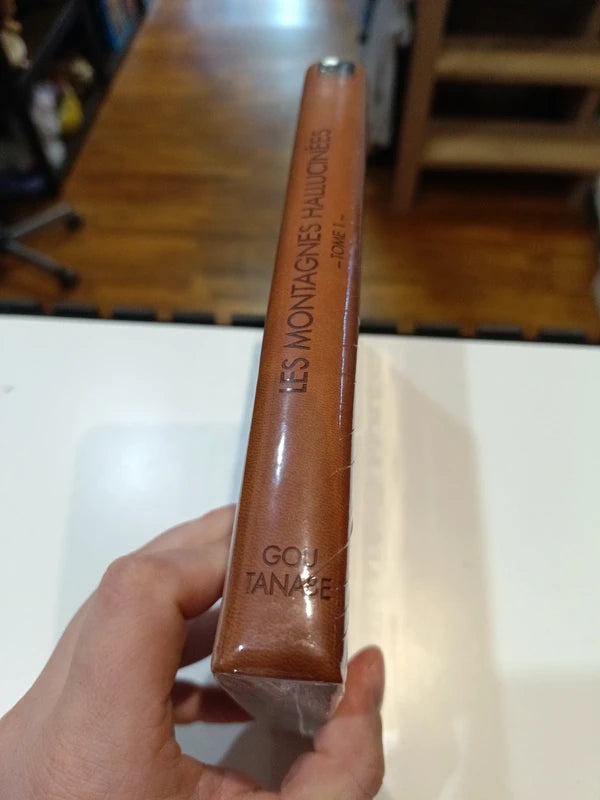 LES MONTAGNES HALLUCINÉES
–TOME I–
GOU
TANABE